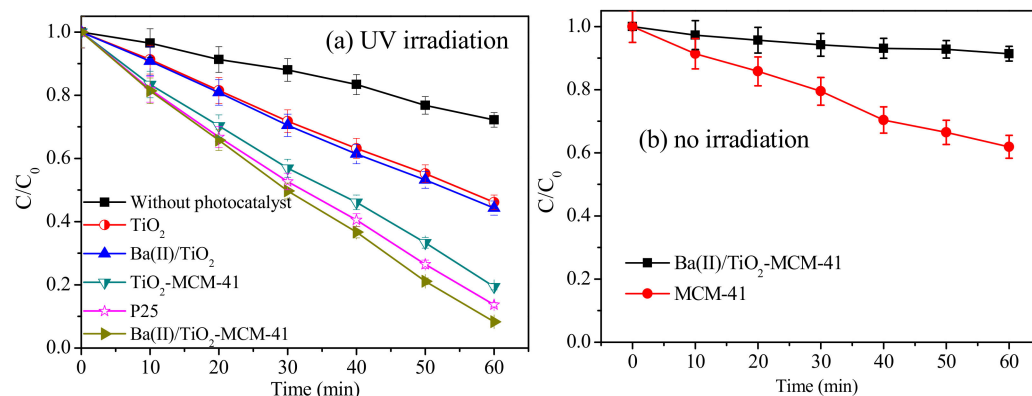 (a) UV irradiation
C/C0
1.0
0.8
0.6
0.4
0.2
0.0
Without photocatalyst
TiO2
Ba(II)/TiO2
TiO2-MCM-41
P25
Ba(II)/TiO2-MCM-41
0 10 20 30 40 50 60
Time (min)
(b) no irradiation
C/C0
1.0
0.8
0.6
0.4
0.2
0.0
Ba(II)/TiO2-MCM-41
MCM-41
0 10 20 30 40 50 60
Time (min)